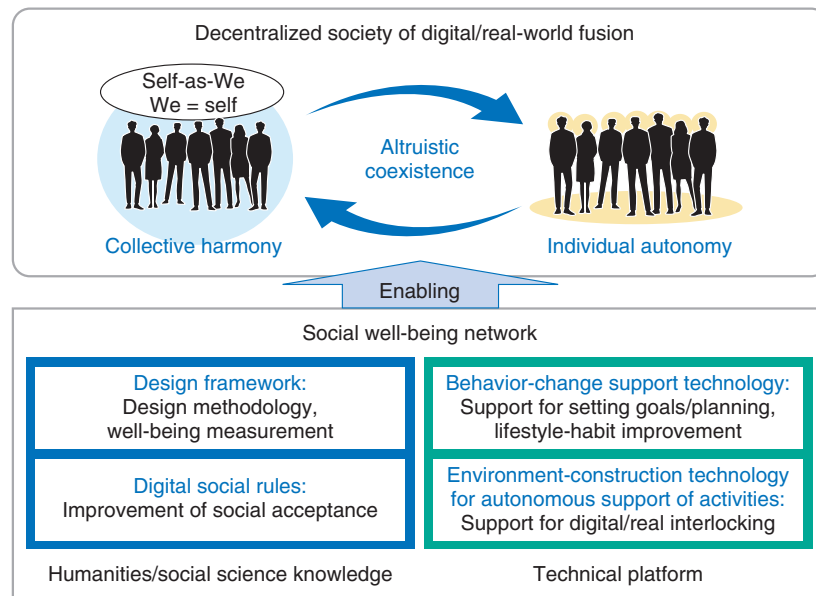 Decentralized society of digital/real-world fusion
Self-as-We
We = self
Altruistic
coexistence
Collective harmony
Individual autonomy
Enabling
Social well-being network
Design framework:
Design methodology,
well-being measurement
Behavior-change support technology:
Support for setting goals/planning,
lifestyle-habit improvement
Digital social rules:
Improvement of social acceptance
Environment-construction technology
for autonomous support of activities:
Support for digital/real interlocking
Humanities/social science knowledge
Technical platform